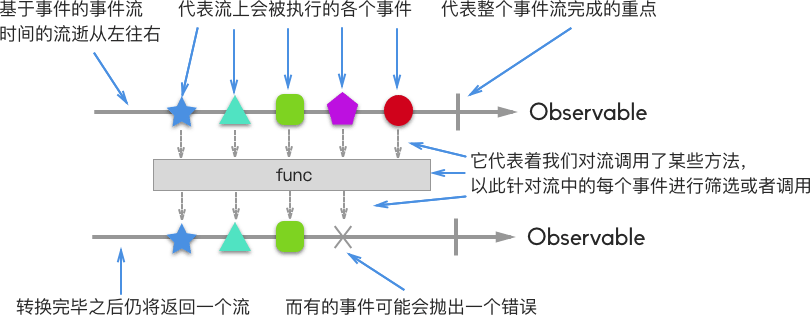 基于事件的事件流
时间的流逝从左往右
代表流上会被执行的各个事件
代表整个事件流完成的重点
Observable
func
它代表着我们对流调用了某些方法，
以此针对流中的每个事件进行筛选或者调用
Observable
转换完毕之后仍将返回一个流
而有的事件可能会抛出一个错误